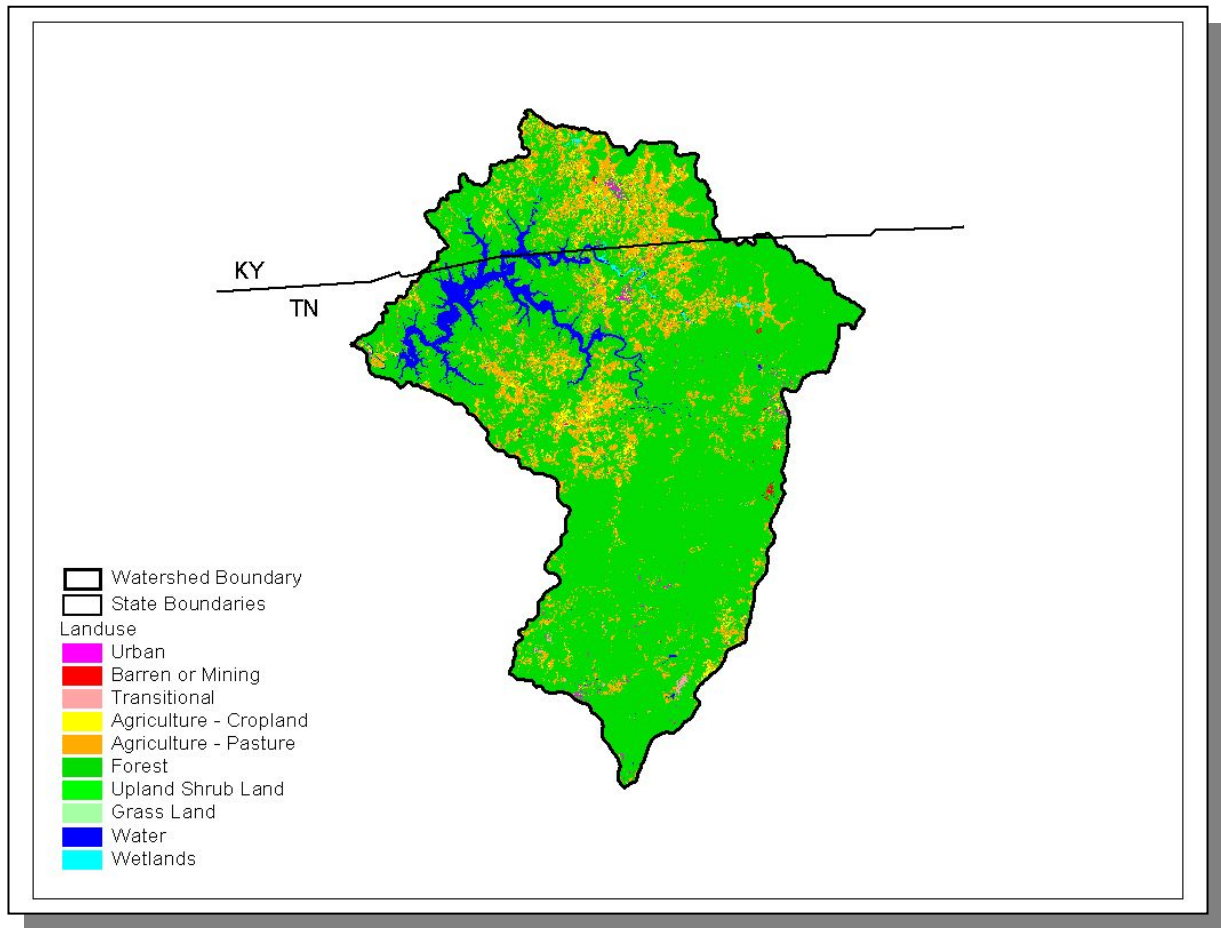 KY
TN
Watershed Boundary
State Boundaries
Landuse
Urban
Barren or Mining
Transitional
Agriculture - Cropland
Agriculture - Pasture
Forest
Upland Shrub Land
Grass Land
Water
Wetlands